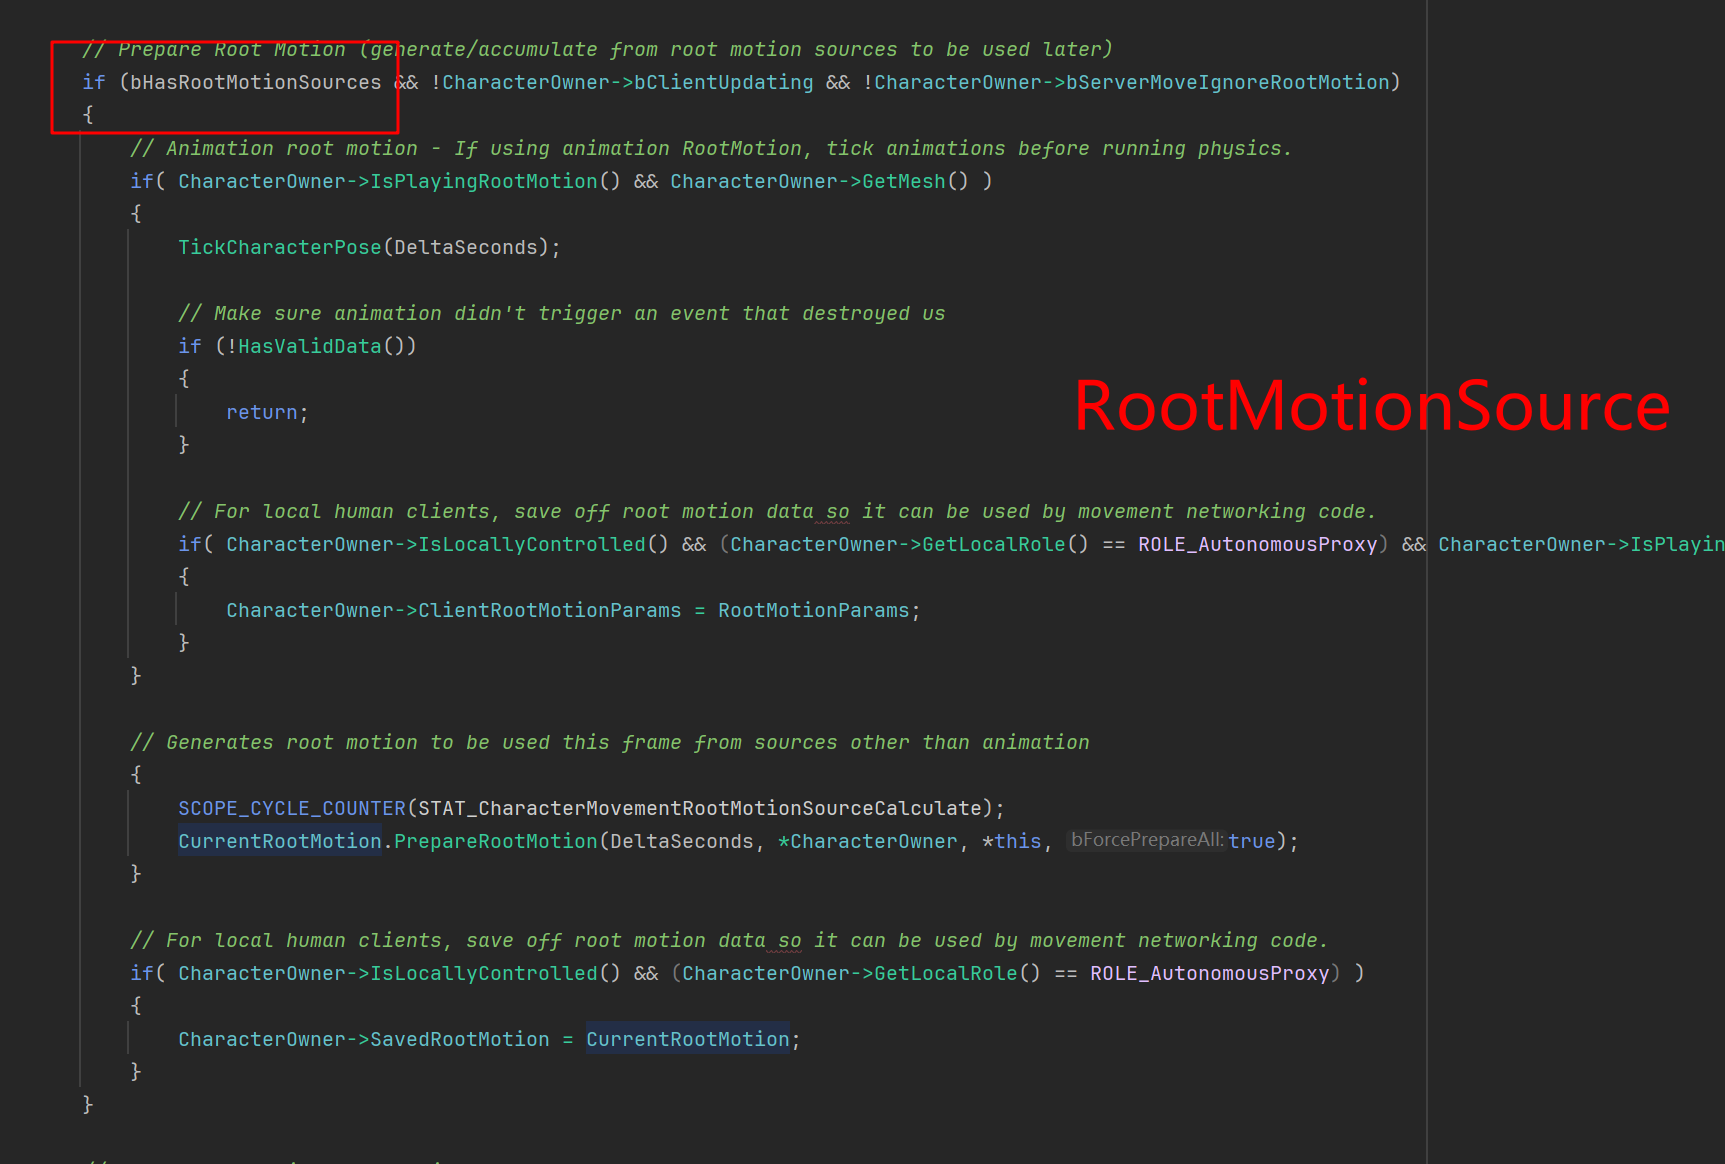 // Prepare Root Motion (generate/accumulate from root motion sources to be used later)
if (bHasRootMotionSources && !CharacterOwner->bClientUpdating && !CharacterOwner->bServerMoveIgnoreRootMotion)
{
// Animation root motion - If using animation RootMotion, tick animations before running physics.
if( CharacterOwner->IsPlayingRootMotion() && CharacterOwner->GetMesh() )
{
TickCharacterPose(DeltaSeconds);
// Make sure animation didn't trigger an event that destroyed us
if (!HasValidData())
{
return;
}
RootMotionSource
// For local human clients, save off root motion data so it can be used by movement networking code.
if( CharacterOwner->IsLocallyControlled() && (CharacterOwner->GetLocalRole() == ROLE_AutonomousProxy) && CharacterOwner->IsPlayin
{
CharacterOwner->ClientRootMotionParams = RootMotionParams;
}
}
// Generates root motion to be used this frame from sources other than animation
{
SCOPE_CYCLE_COUNTER(STAT_CharacterMovementRootMotionSourceCalculate);
CurrentRootMotion.PrepareRootMotion(DeltaSeconds, *CharacterOwner, *this, bForcePrepareAll: true);
}
// For local human clients, save off root motion data so it can be used by movement networking code.
if( CharacterOwner->IsLocallyControlled() && (CharacterOwner->GetLocalRole() == ROLE_AutonomousProxy) )
{
CharacterOwner->SavedRootMotion = CurrentRootMotion;
}
}